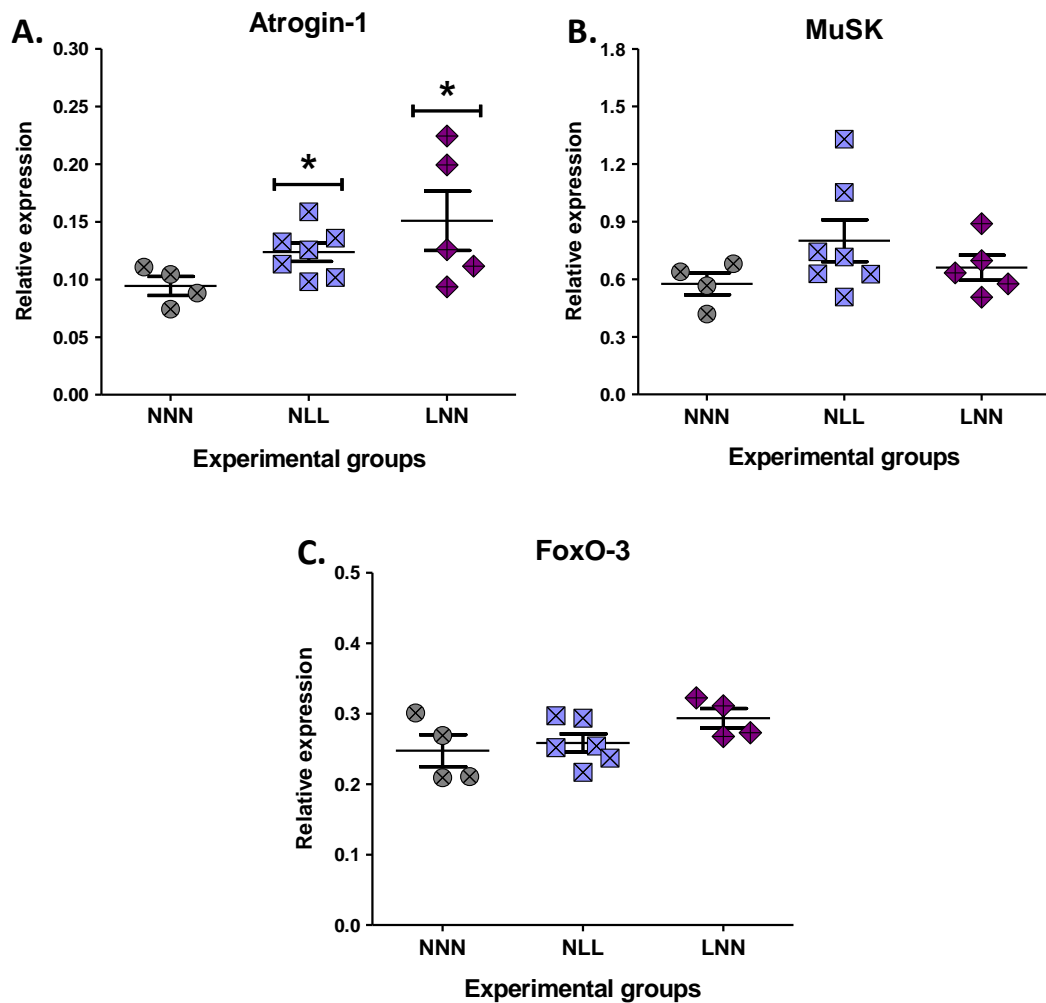 A. Atrogin-1
Relative expression
0.30
0.25
0.20
0.15
0.10
0.05
0.00
*
*
NNN NLL LNN
Experimental groups
B. MuSK
Relative expression
1.8
1.5
1.2
0.9
0.6
0.3
0.0
NNN NLL LNN
Experimental groups
C. FoxO-3
Relative expression
0.5
0.4
0.3
0.2
0.1
0.0
NNN NLL LNN
Experimental groups